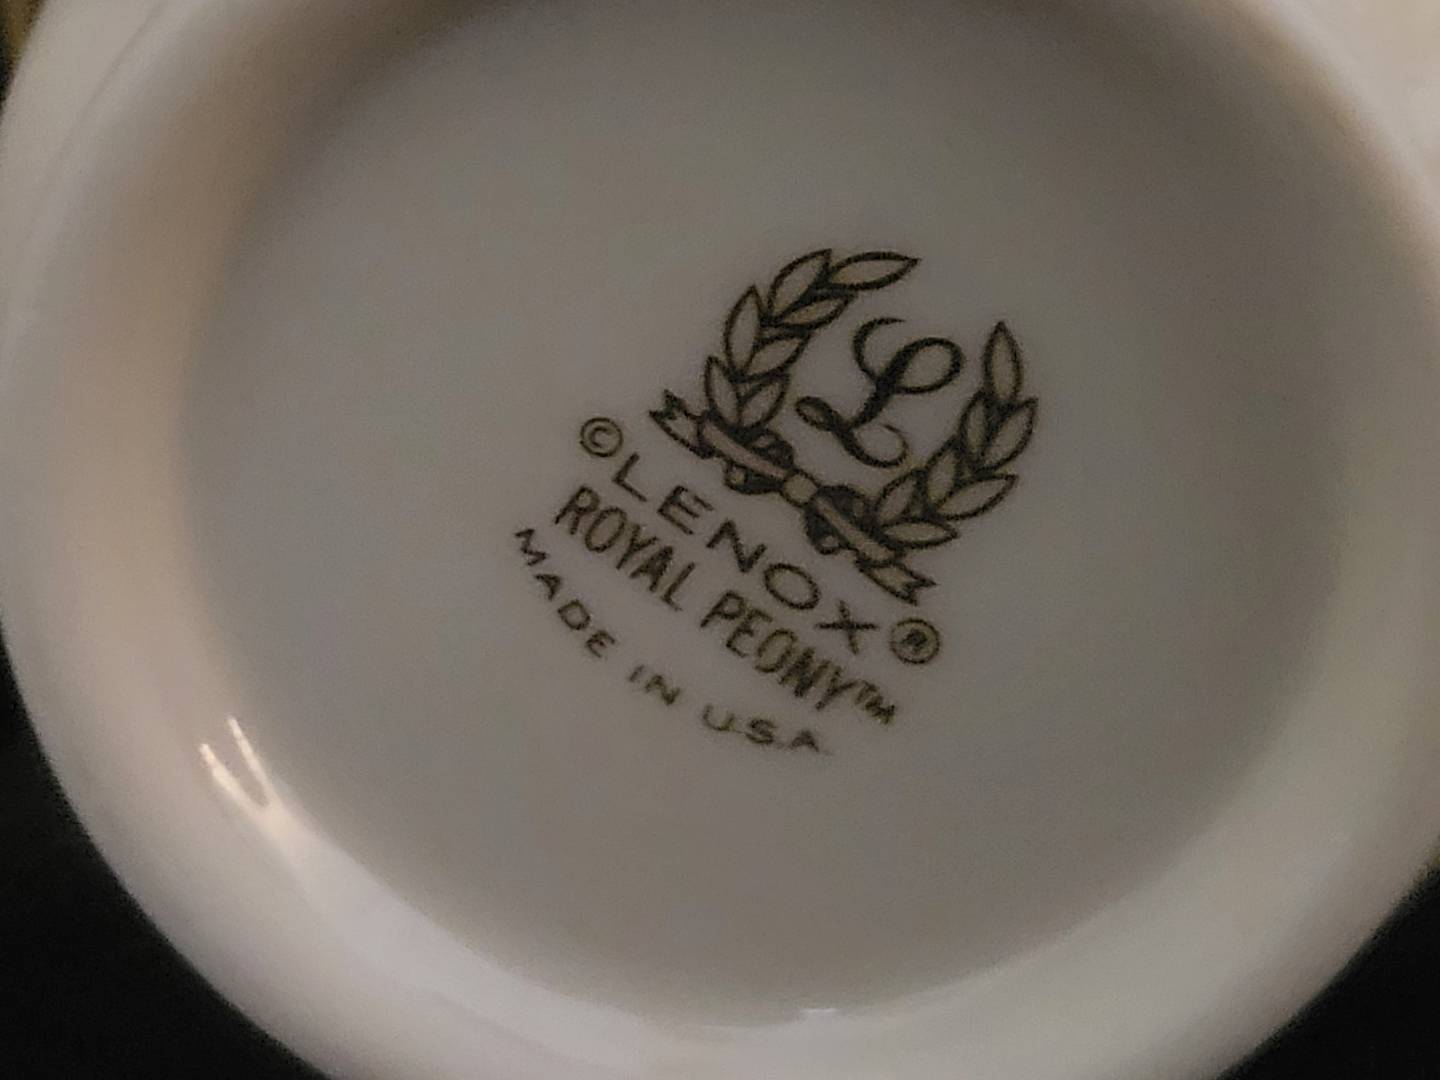 L
©LENOX®
ROYAL PEONY™
MADE IN U.S.A.